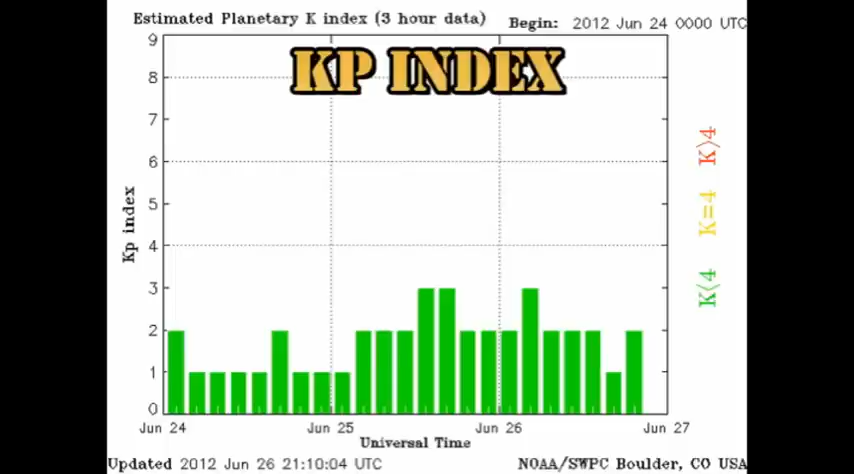 Estimated Planetary K index (3 hour data)
Begin: 2012 Jun 24 0000 UTC
KP INDEX
9
8
7
6
5
4
3
2
1
0
Kp index
K<4 K=4 K>4
Jun 24 Jun 25 Jun 26 Jun 27
Universal Time
Updated 2012 Jun 26 21:10:04 UTC
NOAA/SWPC Boulder, CO USA